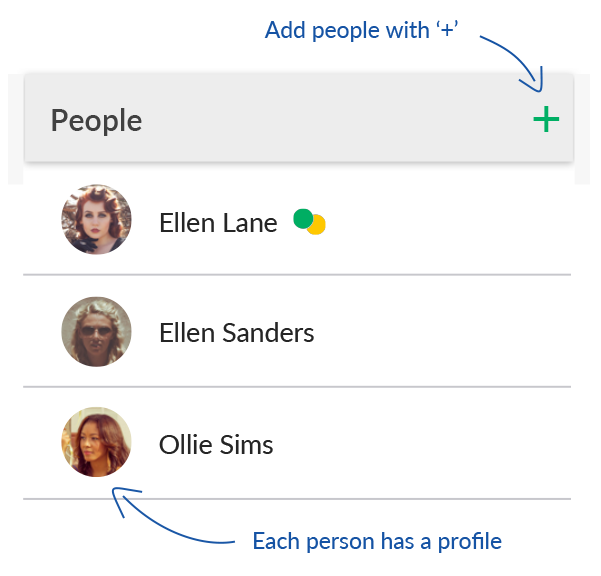 Add people with ‘+’
People
+
Ellen Lane
Ellen Sanders
Ollie Sims
Each person has a profile